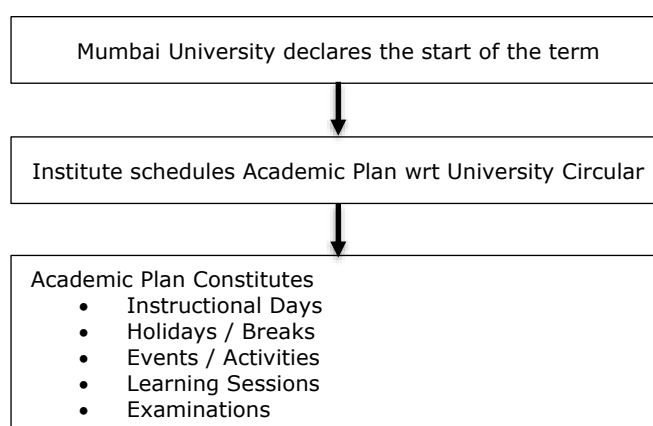 Mumbai University declares the start of the term
Institute schedules Academic Plan wrt University Circular
Academic Plan Constitutes
• Instructional Days
• Holidays / Breaks
• Events / Activities
• Learning Sessions
• Examinations